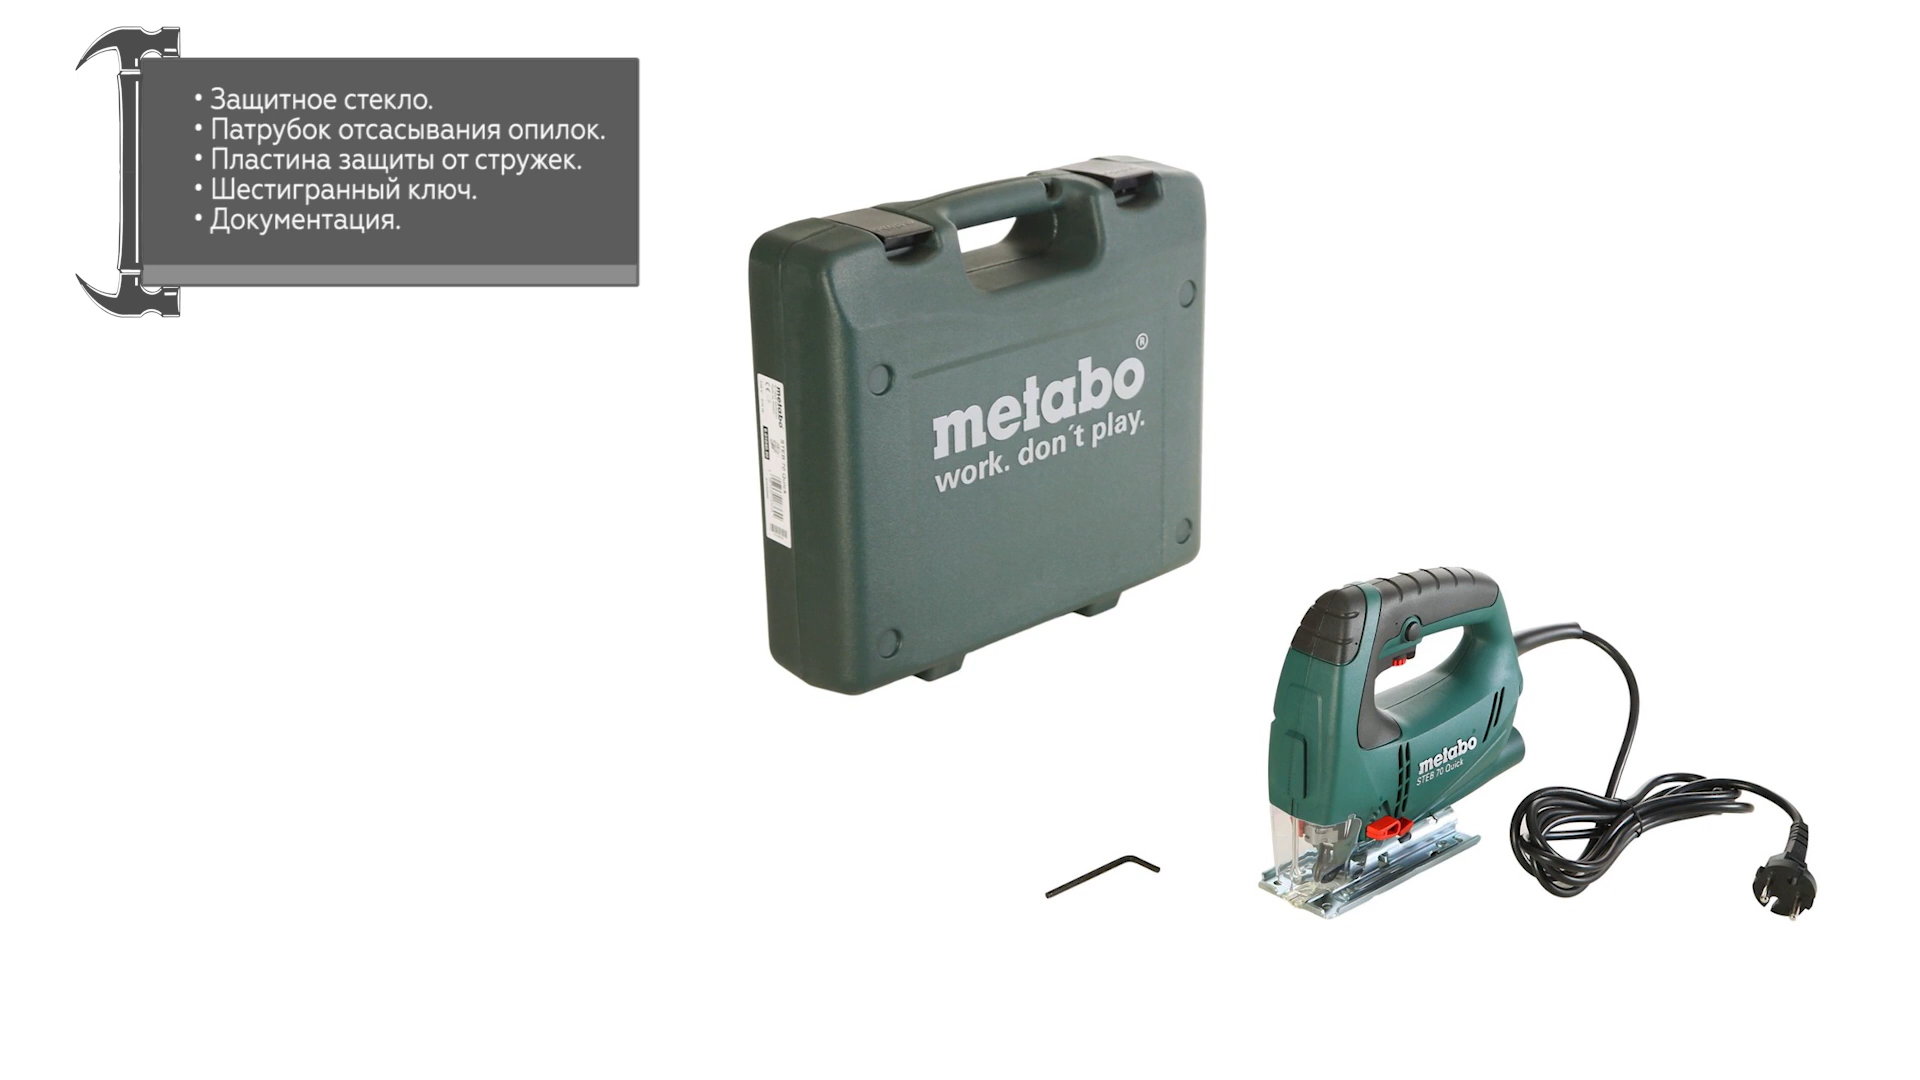 • Защитное стекло.
• Патрубок отсасывания опилок.
• Пластина защиты от стружек.
• Шестигранный ключ.
• Документация.
metabo®
work. don´t play.
metabo
metabo
STEB 70 Quick